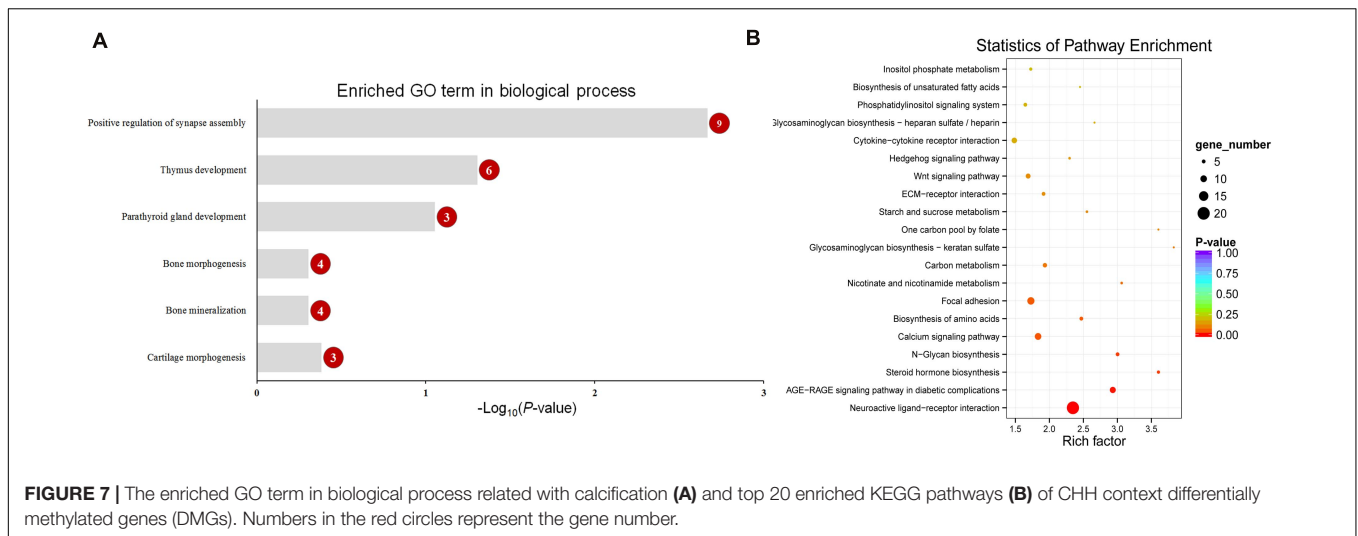 A
Enriched GO term in biological process
Positive regulation of synapse assembly
9
Thymus development
6
Parathyroid gland development
3
Bone morphogenesis
4
Bone mineralization
4
Cartilage morphogenesis
3
0
1
2
3
-Log10(P-value)
B
Statistics of Pathway Enrichment
Inositol phosphate metabolism
Biosynthesis of unsaturated fatty acids
Phosphatidylinositol signaling system
Glycosaminoglycan biosynthesis − heparan sulfate / heparin
Cytokine−cytokine receptor interaction
Hedgehog signaling pathway
Wnt signaling pathway
ECM−receptor interaction
Starch and sucrose metabolism
One carbon pool by folate
Glycosaminoglycan biosynthesis − keratan sulfate
Carbon metabolism
Nicotinate and nicotinamide metabolism
Focal adhesion
Biosynthesis of amino acids
Calcium signaling pathway
N−Glycan biosynthesis
Steroid hormone biosynthesis
AGE−RAGE signaling pathway in diabetic complications
Neuroactive ligand−receptor interaction
1.5
2.0
2.5
3.0
3.5
Rich factor
gene_number
5
10
15
20
P-value
1.00
0.75
0.50
0.25
0.00
FIGURE 7 | The enriched GO term in biological process related with calcification (A) and top 20 enriched KEGG pathways (B) of CHH context differentially
methylated genes (DMGs). Numbers in the red circles represent the gene number.